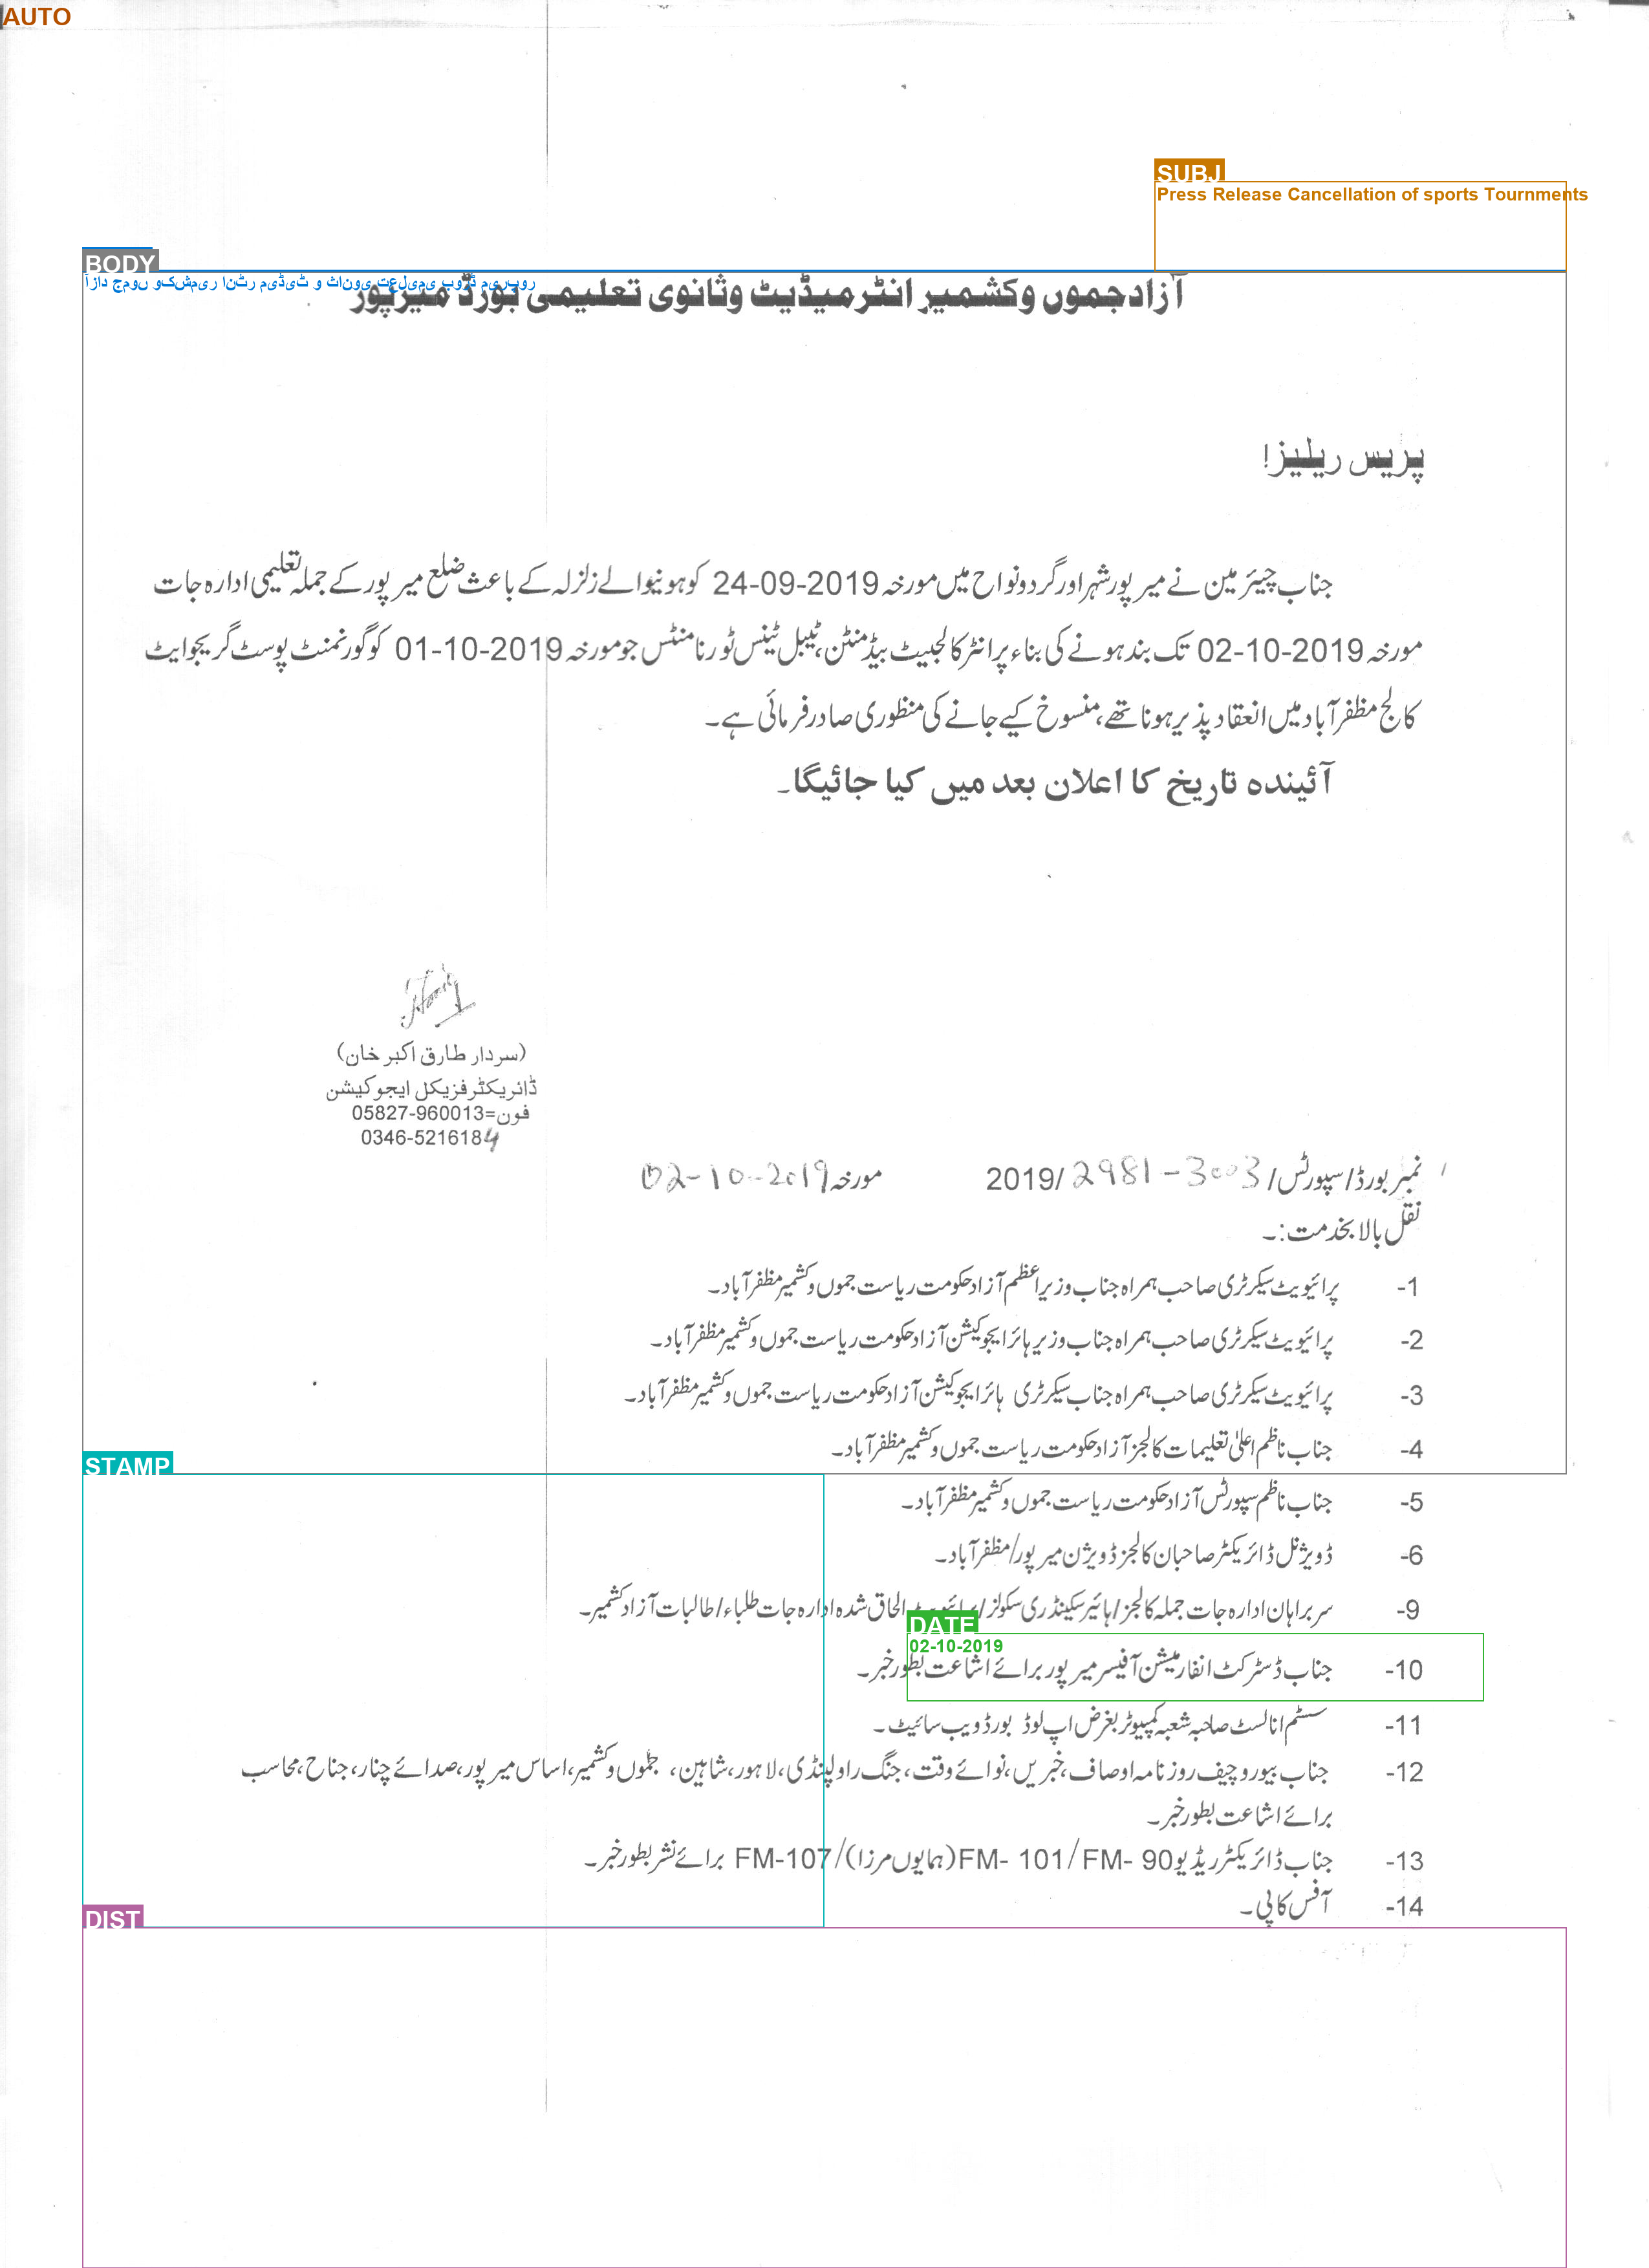 AUTO
SUBJ
Press Release Cancellation of sports Tournments
BODY
آزاد جموں وکشمیر انٹر میڈیٹ و ثانوی تعلیمی بورڈ میرپور
آزادجموں وکشمیر انٹرمیڈیٹ وثانوی تعلیمی بورڈ میرپور
پریس ریلیز!
جناب چیئرمین نے میرپورشہر اور گردونواح میں مورخہ 24-09-2019 کو ہونیوالے زلزلہ کے باعث ضلع میرپور کے جملہ تعلیمی ادارہ جات
مورخہ 02-10-2019 تک بند ہونے کی بناء پر انٹر کالجیٹ بیڈمنٹن، ٹیبل ٹینس ٹورنامنٹس جو مورخہ 01-10-2019 کو گورنمنٹ پوسٹ گریجوایٹ
کالج مظفرآباد میں انعقاد پذیر ہونا تھے، منسوخ کیے جانے کی منظوری صادر فرمائی ہے۔
آئیندہ تاریخ کا اعلان بعد میں کیا جائیگا۔
(سردار طارق اکبر خان)
ڈائریکٹرفزیکل ایجوکیشن
فون=05827-960013
0346-5216184
نمبر بورڈ/سپورٹس/2981-3003/2019 مورخہ 02-10-2019
نقل بالا بخدمت:۔
1- پرائیویٹ سیکرٹری صاحب ہمراہ جناب وزیراعظم آزاد حکومت ریاست جموں وکشمیر مظفرآباد۔
2- پرائیویٹ سیکرٹری صاحب ہمراہ جناب وزیر ہائر ایجوکیشن آزاد حکومت ریاست جموں وکشمیر مظفرآباد۔
3- پرائیویٹ سیکرٹری صاحب ہمراہ جناب سیکرٹری ہائر ایجوکیشن آزاد حکومت ریاست جموں وکشمیر مظفرآباد۔
4- جناب ناظم اعلیٰ تعلیمات کالجز آزاد حکومت ریاست جموں وکشمیر مظفرآباد۔
STAMP
5- جناب ناظم سپورٹس آزاد حکومت ریاست جموں وکشمیر مظفرآباد۔
6- ڈویژنل ڈائریکٹر صاحبان کالجز ڈویژن میرپور/مظفرآباد۔
9- سربراہان ادارہ جات جملہ کالجز/ہائیر سکینڈری سکولز/ الحاق شدہ ادارہ جات طلباء/طالبات آزاد کشمیر۔
DATE
02-10-2019
10- جناب ڈسٹرکٹ انفارمیشن آفیسر میرپور برائے اشاعت بطور خبر۔
11- سسٹم انالسٹ صاحبہ شعبہ کمپیوٹر بغرض اپ لوڈ بورڈ ویب سائیٹ۔
12- جناب بیورو چیف روزنامہ اوصاف، خبریں، نوائے وقت، جنگ راولپنڈی، لاہور، شاہین، جموں وکشمیر، اساس میرپور، صدائے چنار، جناح، محاسب
برائے اشاعت بطور خبر۔
13- جناب ڈائریکٹر ریڈیو FM- 101/FM- 90 (ہمایوں مرزا)/FM-107 برائے نشر بطور خبر۔
14- آفس کاپی۔
DIST